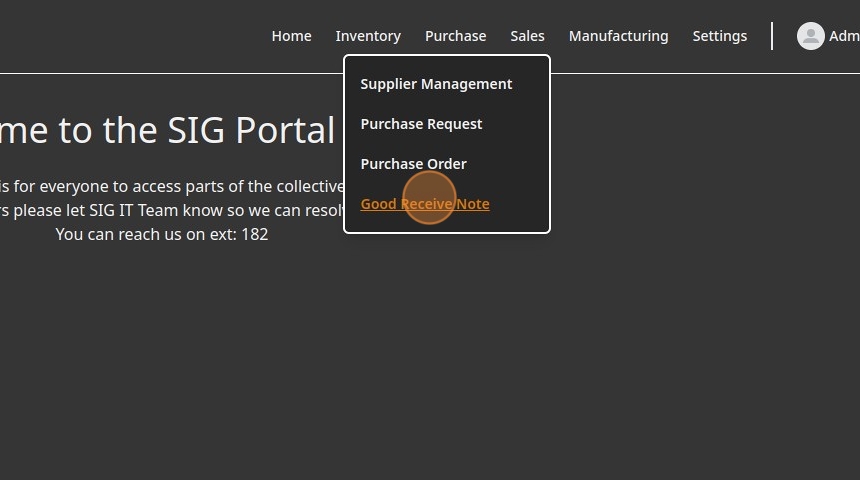 Home Inventory Purchase Sales Manufacturing Settings Adm
Supplier Management
Purchase Request
Purchase Order
Good Receive Note
me to the SIG Portal
is for everyone to access parts of the collective
rs please let SIG IT Team know so we can resol
You can reach us on ext: 182